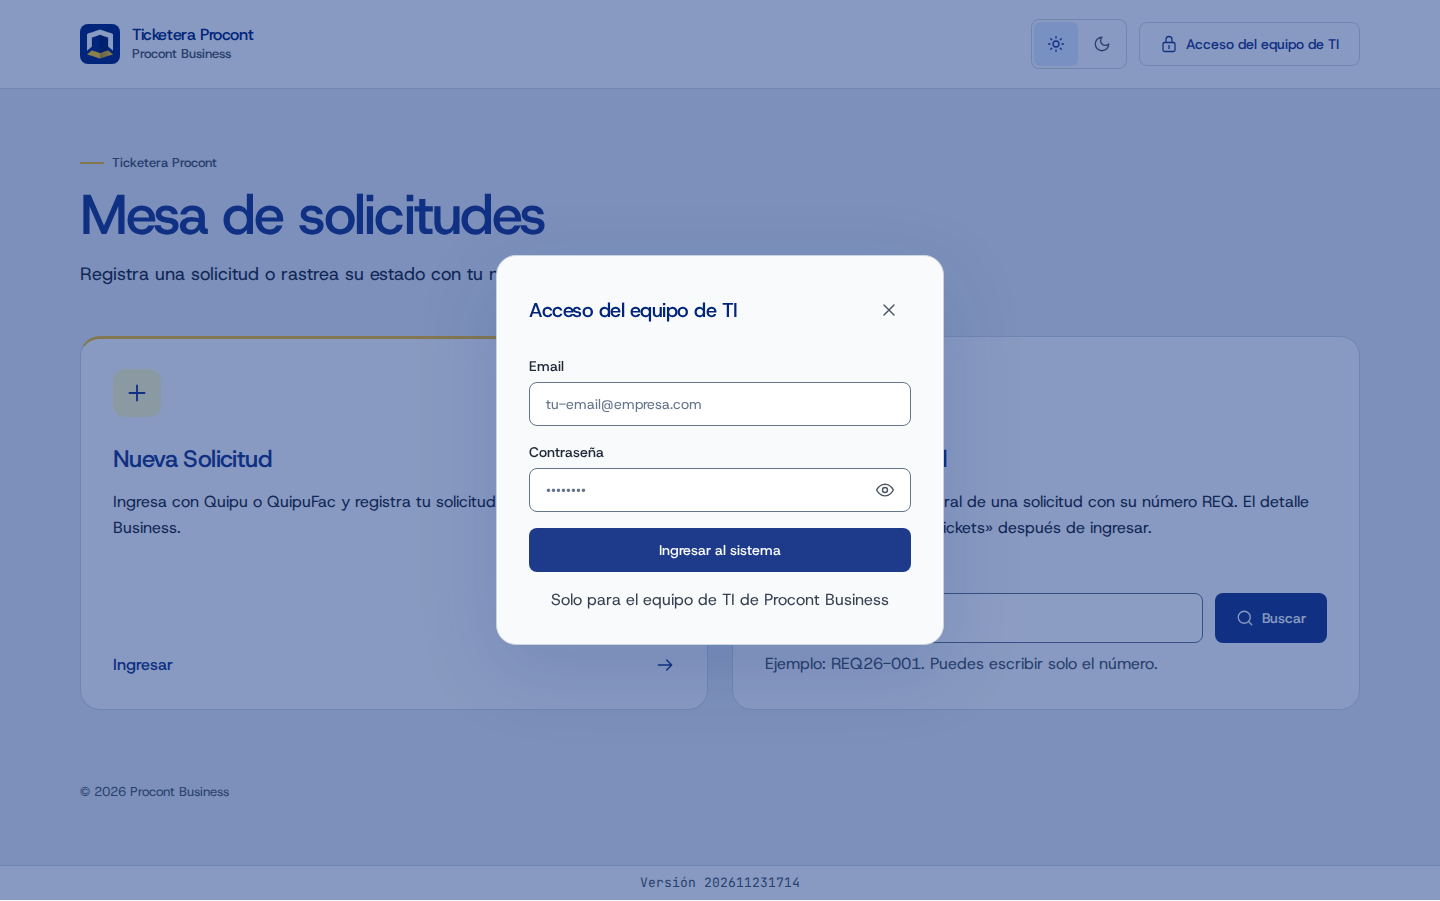 Ticketera Procont
Procont Business
Acceso del equipo de TI
Ticketera Procont
Mesa de solicitudes
Registra una solicitud o rastrea su estado con tu
Acceso del equipo de TI
Email
tu-email@empresa.com
Contraseña
••••••••
Ingresar al sistema
Solo para el equipo de TI de Procont Business
Nueva Solicitud
Ingresa con Quipu o QuipuFac y registra tu solicitud
Business.
Ingresar
de una solicitud con su número REQ. El detalle
después de ingresar.
Buscar
Ejemplo: REQ26-001. Puedes escribir solo el número.
© 2026 Procont Business
Versión 202611231714